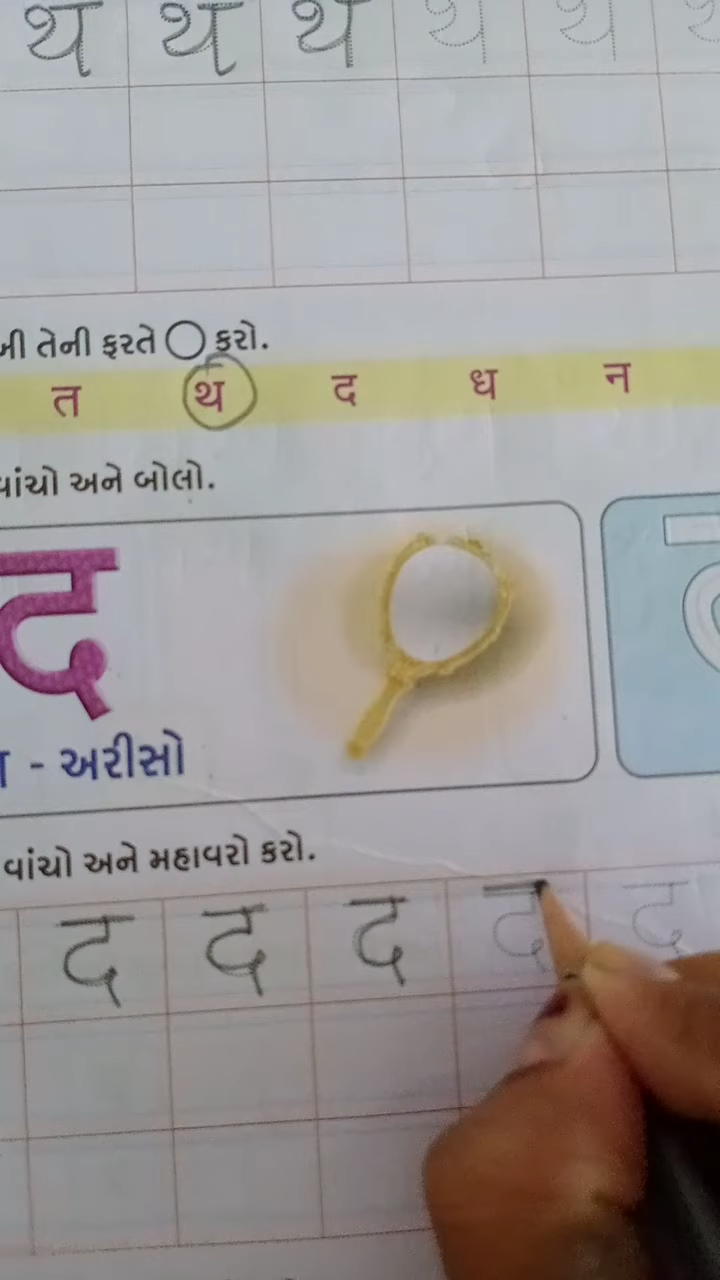 थ थ थ थ थ
તેની ફરતે કરો.
त थ द ध न
અને બોલો.
द
- અરીસો
વાંચો અને મહાવરો કરો.
द द द द द